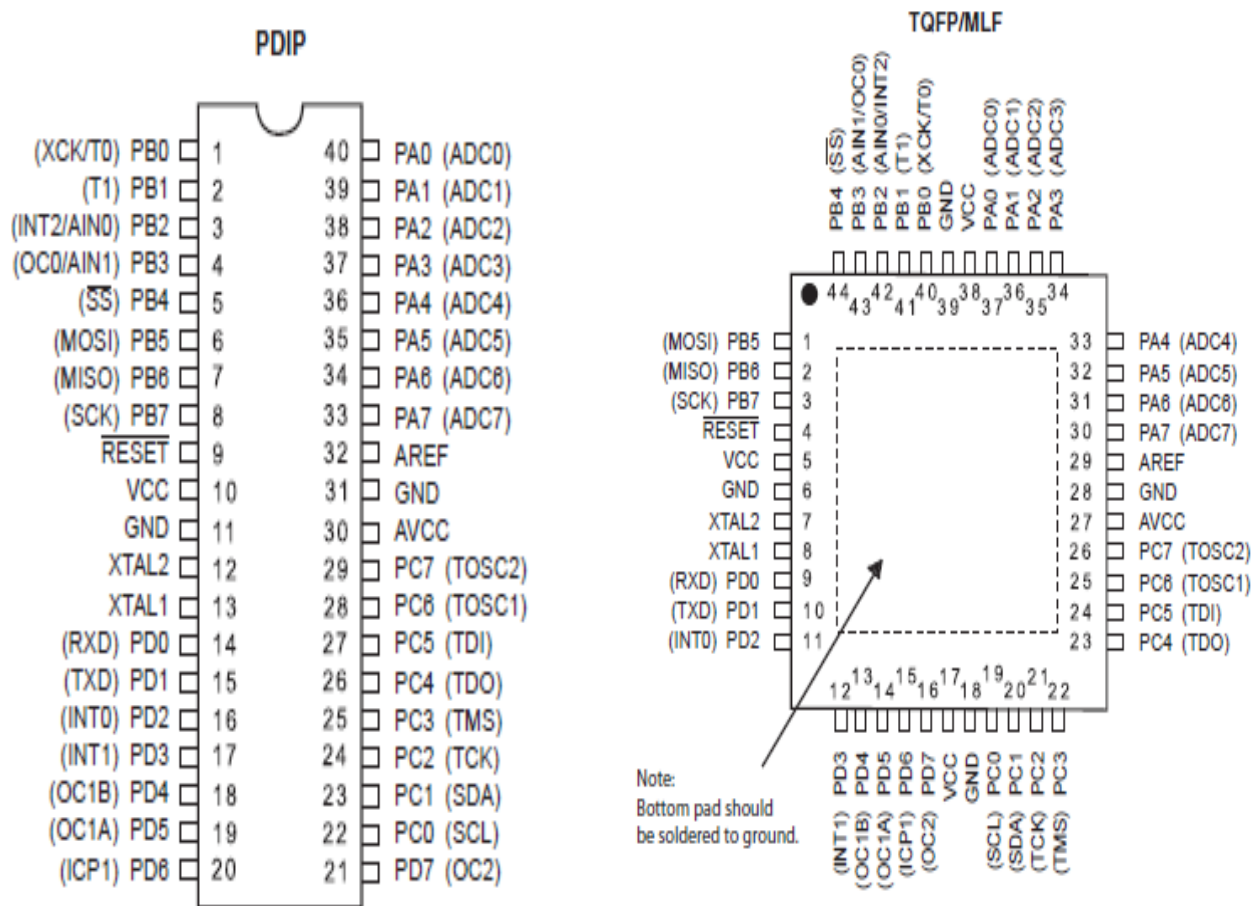 PDIP
(XCK/T0) PB0 1 40 PA0 (ADC0)
(T1) PB1 2 39 PA1 (ADC1)
(INT2/AIN0) PB2 3 38 PA2 (ADC2)
(OC0/AIN1) PB3 4 37 PA3 (ADC3)
(SS) PB4 5 36 PA4 (ADC4)
(MOSI) PB5 6 35 PA5 (ADC5)
(MISO) PB6 7 34 PA6 (ADC6)
(SCK) PB7 8 33 PA7 (ADC7)
RESET 9 32 AREF
VCC 10 31 GND
GND 11 30 AVCC
XTAL2 12 29 PC7 (TOSC2)
XTAL1 13 28 PC6 (TOSC1)
(RXD) PD0 14 27 PC5 (TDI)
(TXD) PD1 15 26 PC4 (TDO)
(INT0) PD2 16 25 PC3 (TMS)
(INT1) PD3 17 24 PC2 (TCK)
(OC1B) PD4 18 23 PC1 (SDA)
(OC1A) PD5 19 22 PC0 (SCL)
(ICP1) PD6 20 21 PD7 (OC2)
TQFP/MLF
PB4 (SS)
PB3 (AIN1/OC0)
PB2 (AIN0/INT2)
PB1 (T1)
PB0 (XCK/T0)
GND
VCC
PA0 (ADC0)
PA1 (ADC1)
PA2 (ADC2)
PA3 (ADC3)
44 43 42 41 40 39 38 37 36 35 34
(MOSI) PB5 1 33 PA4 (ADC4)
(MISO) PB6 2 32 PA5 (ADC5)
(SCK) PB7 3 31 PA6 (ADC6)
RESET 4 30 PA7 (ADC7)
VCC 5 29 AREF
GND 6 28 GND
XTAL2 7 27 AVCC
XTAL1 8 26 PC7 (TOSC2)
(RXD) PD0 9 25 PC6 (TOSC1)
(TXD) PD1 10 24 PC5 (TDI)
(INT0) PD2 11 23 PC4 (TDO)
12 13 14 15 16 17 18 19 20 21 22
(INT1) PD3
(OC1B) PD4
(OC1A) PD5
(ICP1) PD6
(OC2) PD7
VCC
GND
(SCL) PC0
(SDA) PC1
(TCK) PC2
(TMS) PC3
Note:
Bottom pad should
be soldered to ground.